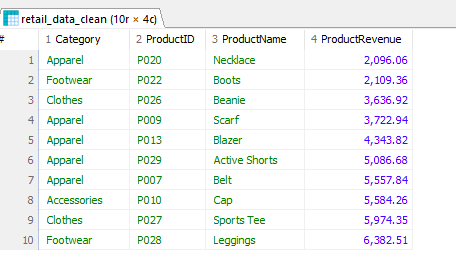 retail_data_clean (10r × 4c)
# 1 Category 2 ProductID 3 ProductName 4 ProductRevenue
1 Apparel P020 Necklace 2,096.06
2 Footwear P022 Boots 2,109.36
3 Clothes P026 Beanie 3,636.92
4 Apparel P009 Scarf 3,722.94
5 Apparel P013 Blazer 4,343.82
6 Apparel P029 Active Shorts 5,086.68
7 Apparel P007 Belt 5,557.84
8 Accessories P010 Cap 5,584.26
9 Clothes P027 Sports Tee 5,974.35
10 Footwear P028 Leggings 6,382.51